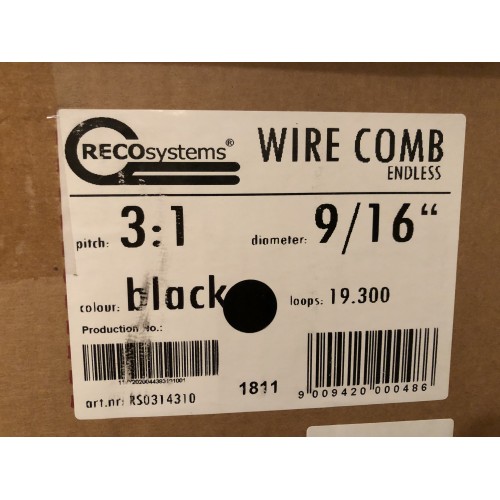 RECOsystems®
WIRE COMB
ENDLESS
pitch: 3:1
diameter: 9/16"
colour: black
loops: 19.300
Production No.:
art.nr: RS0314310
1811
9 009420 000486